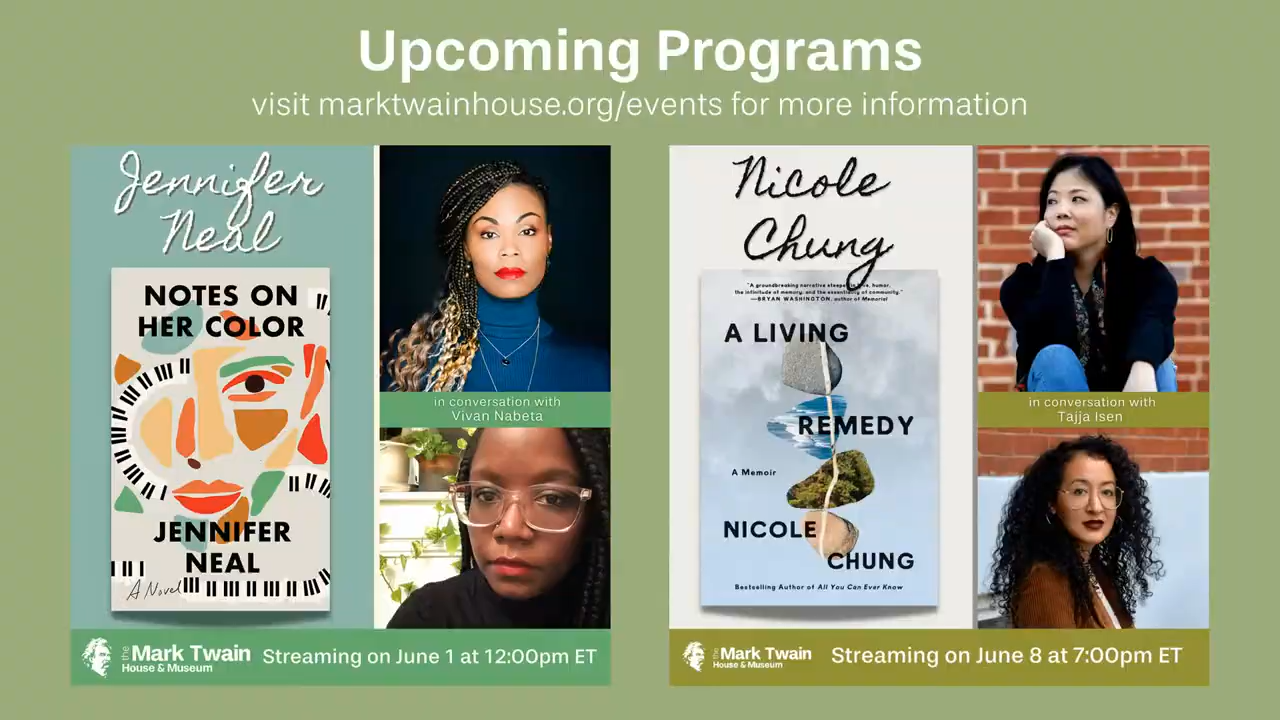 Upcoming Programs
visit marktwainhouse.org/events for more information
Jennifer
Neal
NOTES ON
HER COLOR
JENNIFER
NEAL
A Novel
in conversation with
Vivan Nabeta
the
Mark Twain
House & Museum
Streaming on June 1 at 12:00pm ET
Nicole
Chung
"A groundbreaking narrative steeped in love, humor,
the infinitude of memory, and the essentiality of community."
—BRYAN WASHINGTON, author of Memorial
A LIVING
REMEDY
A Memoir
NICOLE
CHUNG
Bestselling Author of All You Can Ever Know
in conversation with
Tajja Isen
the
Mark Twain
House & Museum
Streaming on June 8 at 7:00pm ET